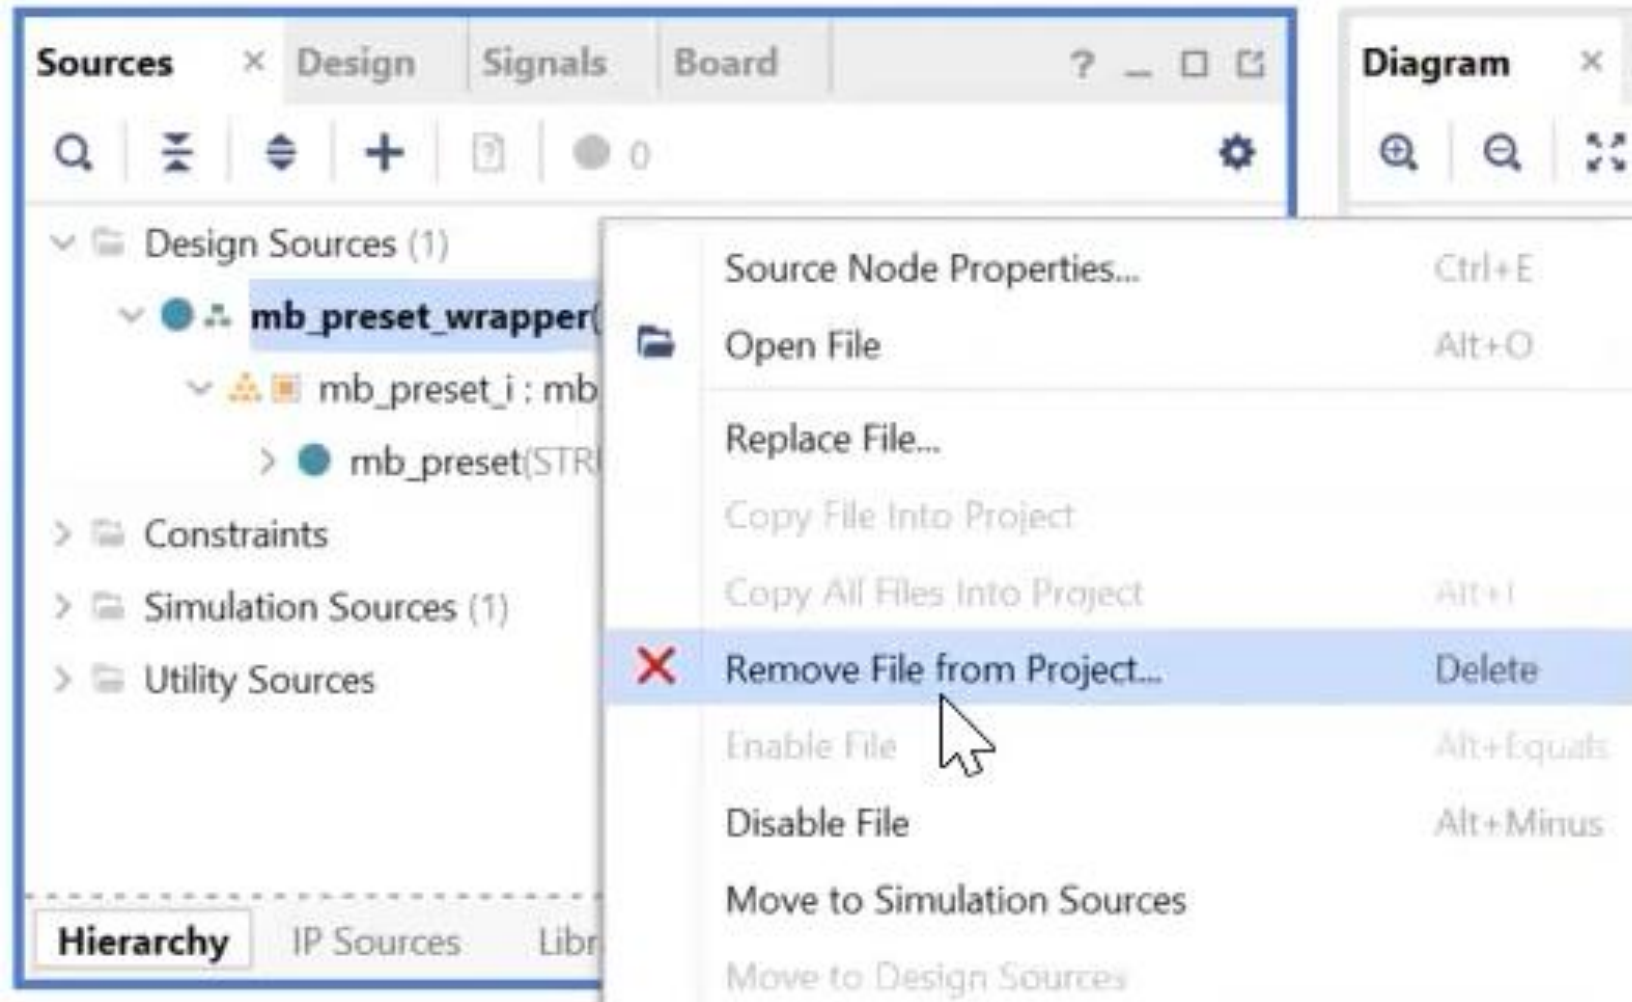 Sources × Design Signals Board ?
Diagram ×
0
Design Sources (1)
mb_preset_wrapper(
mb_preset_i : mb
mb_preset(STR
Constraints
Simulation Sources (1)
Utility Sources
Hierarchy IP Sources Libr
Source Node Properties... Ctrl+E
Open File Alt+O
Replace File...
Copy File Into Project
Copy All Files Into Project Alt+I
Remove File from Project... Delete
Enable File Alt+Equals
Disable File Alt+Minus
Move to Simulation Sources
Move to Design Sources